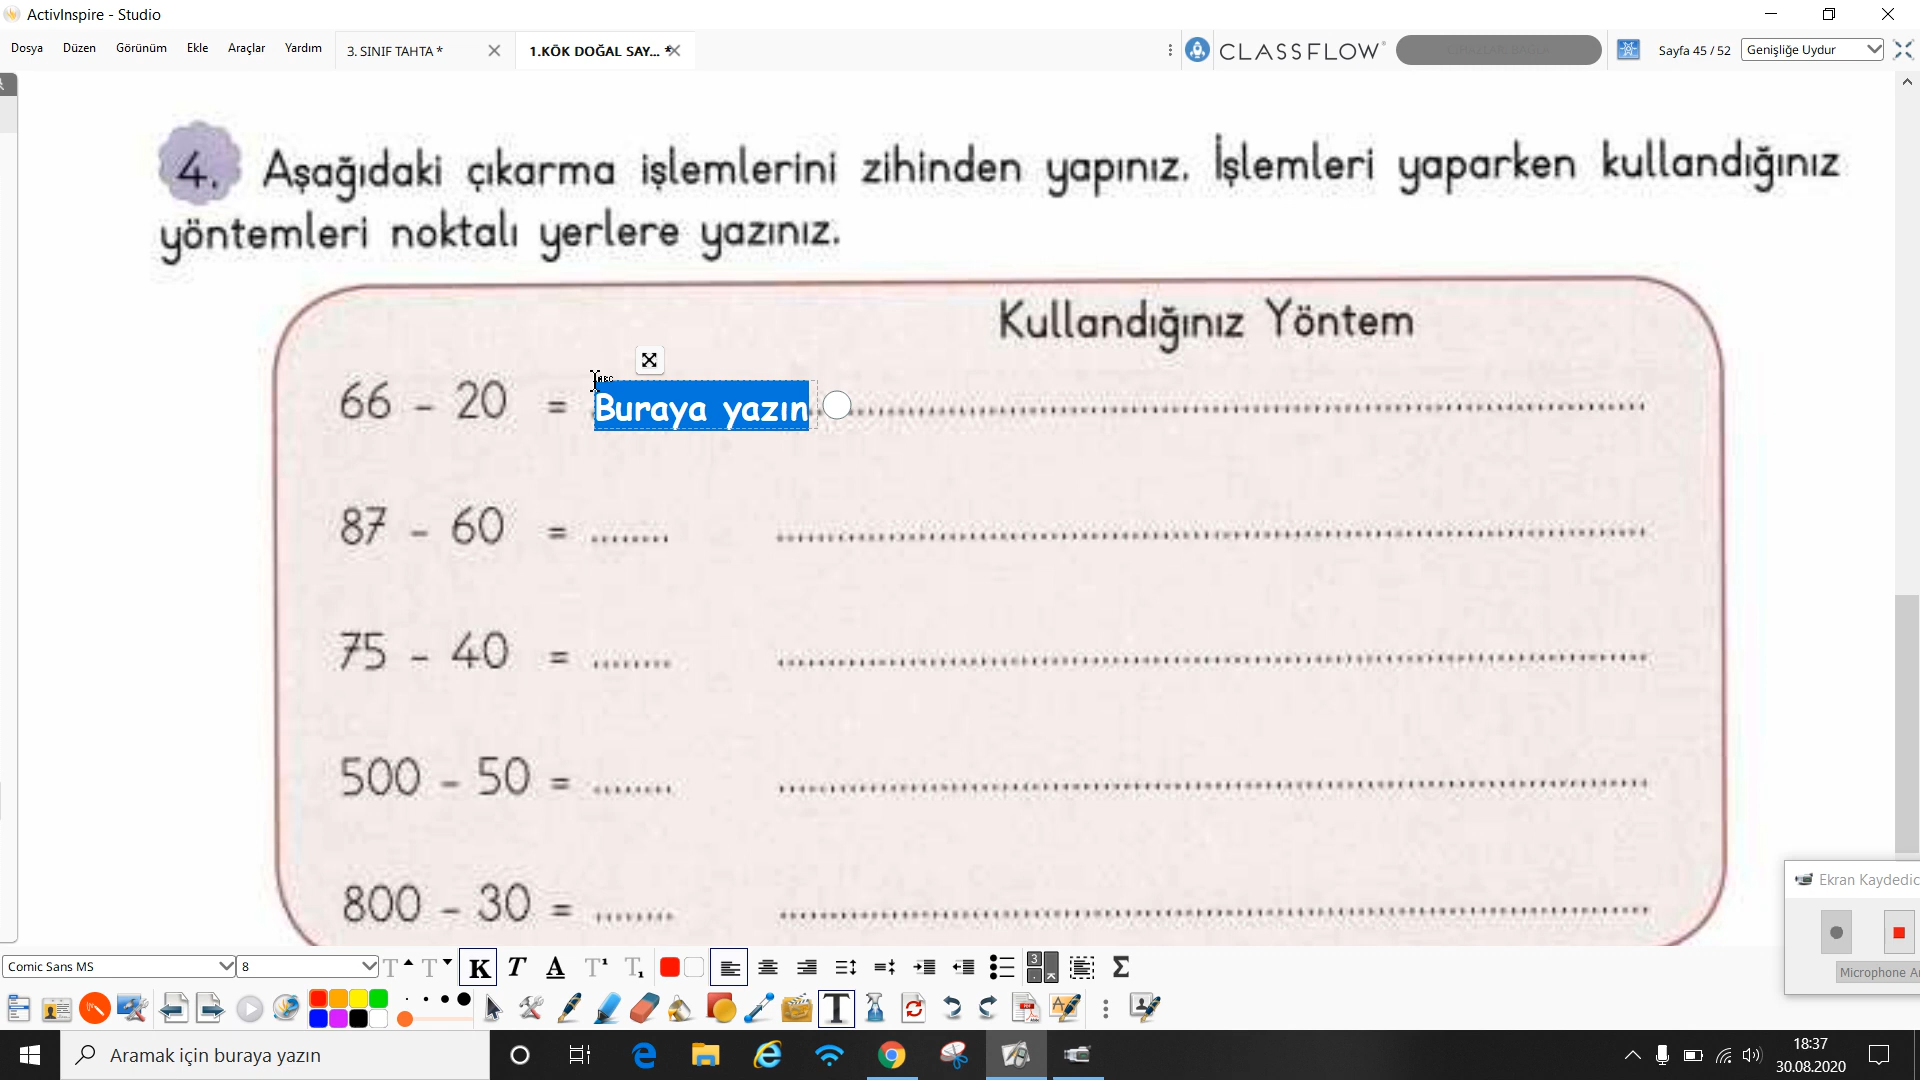 ActivInspire - Studio
Dosya Düzen Görünüm Ekle Araçlar Yardım 3. SINIF TAHTA * 1.KÖK DOĞAL SAY... * CLASSFLOW Sayfa 45 / 52 Genişliğe Uydur
4. Aşağıdaki çıkarma işlemlerini zihinden yapınız. İşlemleri yaparken kullandığınız
yöntemleri noktalı yerlere yazınız.
Kullandığınız Yöntem
66 - 20 = Buraya yazın ........
87 - 60 = ........ ........
75 - 40 = ........ ........
500 - 50 = ........ ........
800 - 30 = ........ ........
Ekran Kaydedic
Microphone A
Comic Sans MS 8
Aramak için buraya yazın
18:37
30.08.2020